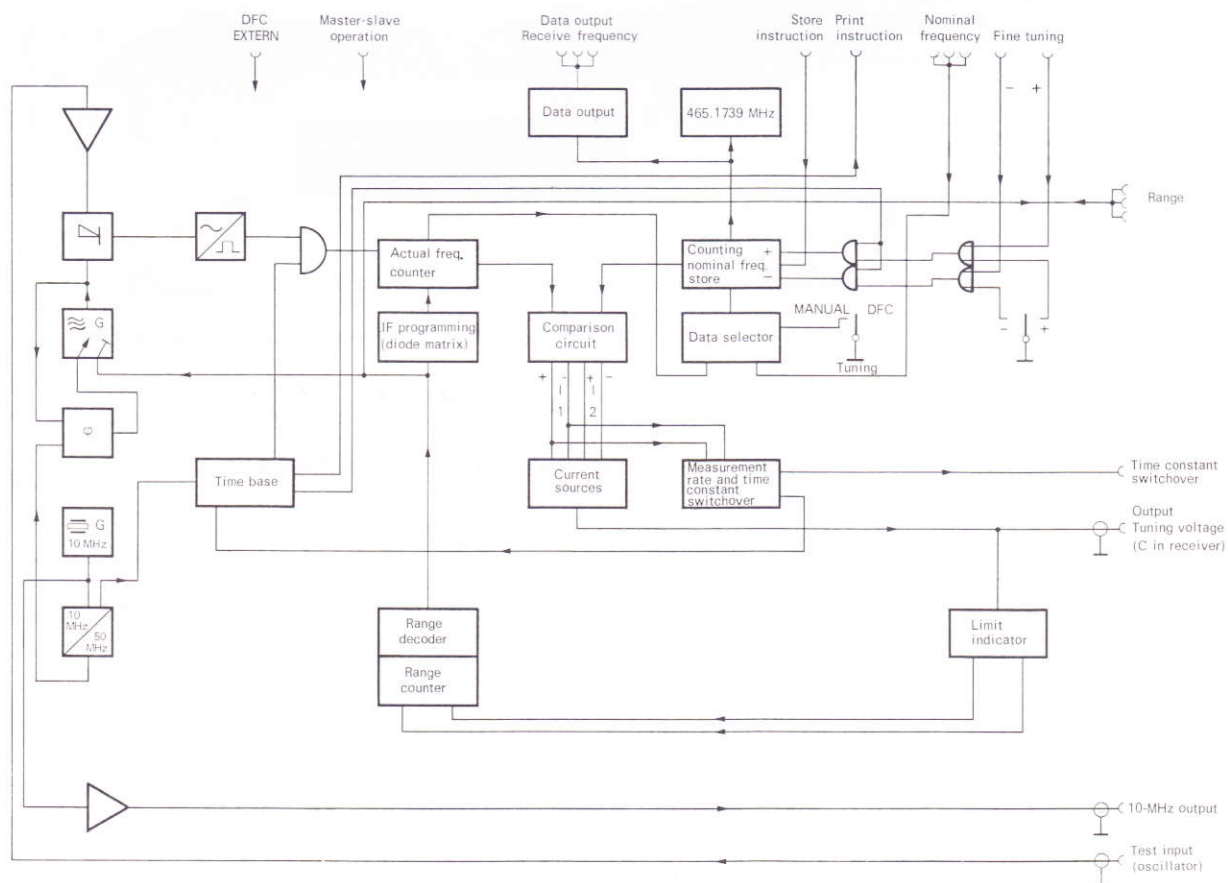 DFC
EXTERN
Master-slave
operation
Data output
Receive frequency
Store
instruction
Print
instruction
Nominal
frequency
Fine tuning
- +
Data output
465.1739 MHz
Range
Actual freq.
counter
Counting
nominal freq.
store
+
-
MANUAL DFC
- +
Tuning
G
IF programming
(diode matrix)
Comparison
circuit
Data selector
+ - + -
I I
1 2
φ
Time base
Current
sources
Measurement
rate and time
constant
switchover
Time constant
switchover
Output
Tuning voltage
(C in receiver)
G
10 MHz
10
MHz
50
MHz
Range
decoder
Range
counter
Limit
indicator
10-MHz output
Test input
(oscillator)